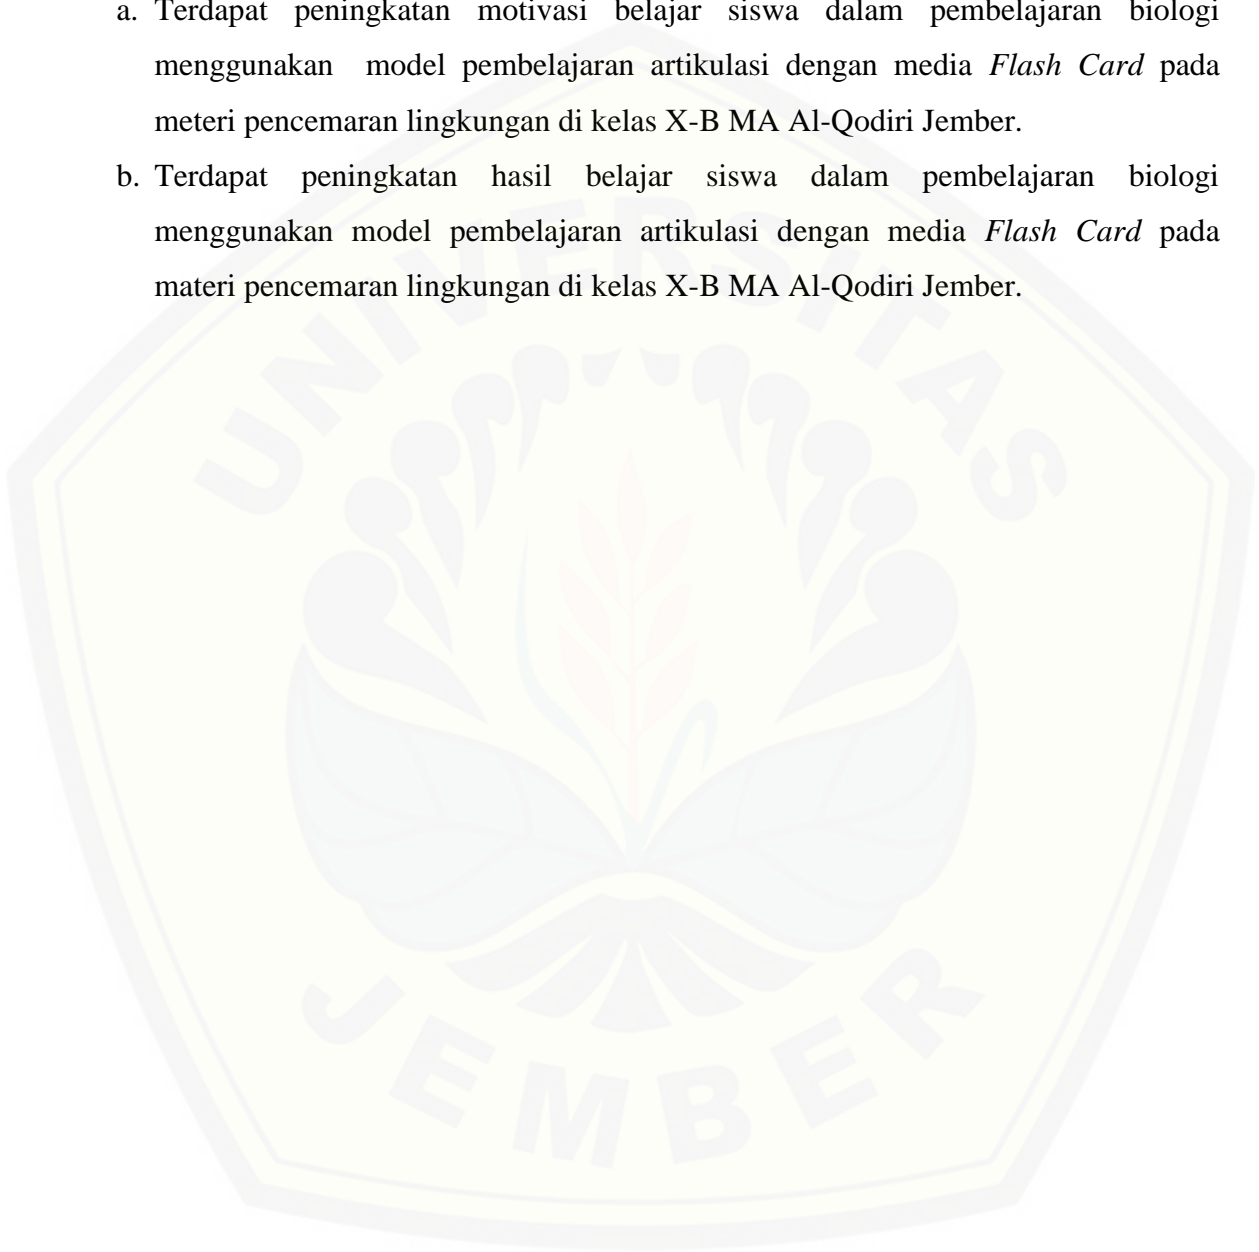 a. Terdapat peningkatan motivasi belajar siswa dalam pembelajaran biologi
menggunakan model pembelajaran artikulasi dengan media Flash Card pada
meteri pencemaran lingkungan di kelas X-B MA Al-Qodiri Jember.
b. Terdapat peningkatan hasil belajar siswa dalam pembelajaran biologi
menggunakan model pembelajaran artikulasi dengan media Flash Card pada
materi pencemaran lingkungan di kelas X-B MA Al-Qodiri Jember.
UNIVERSITAS
JEMBER